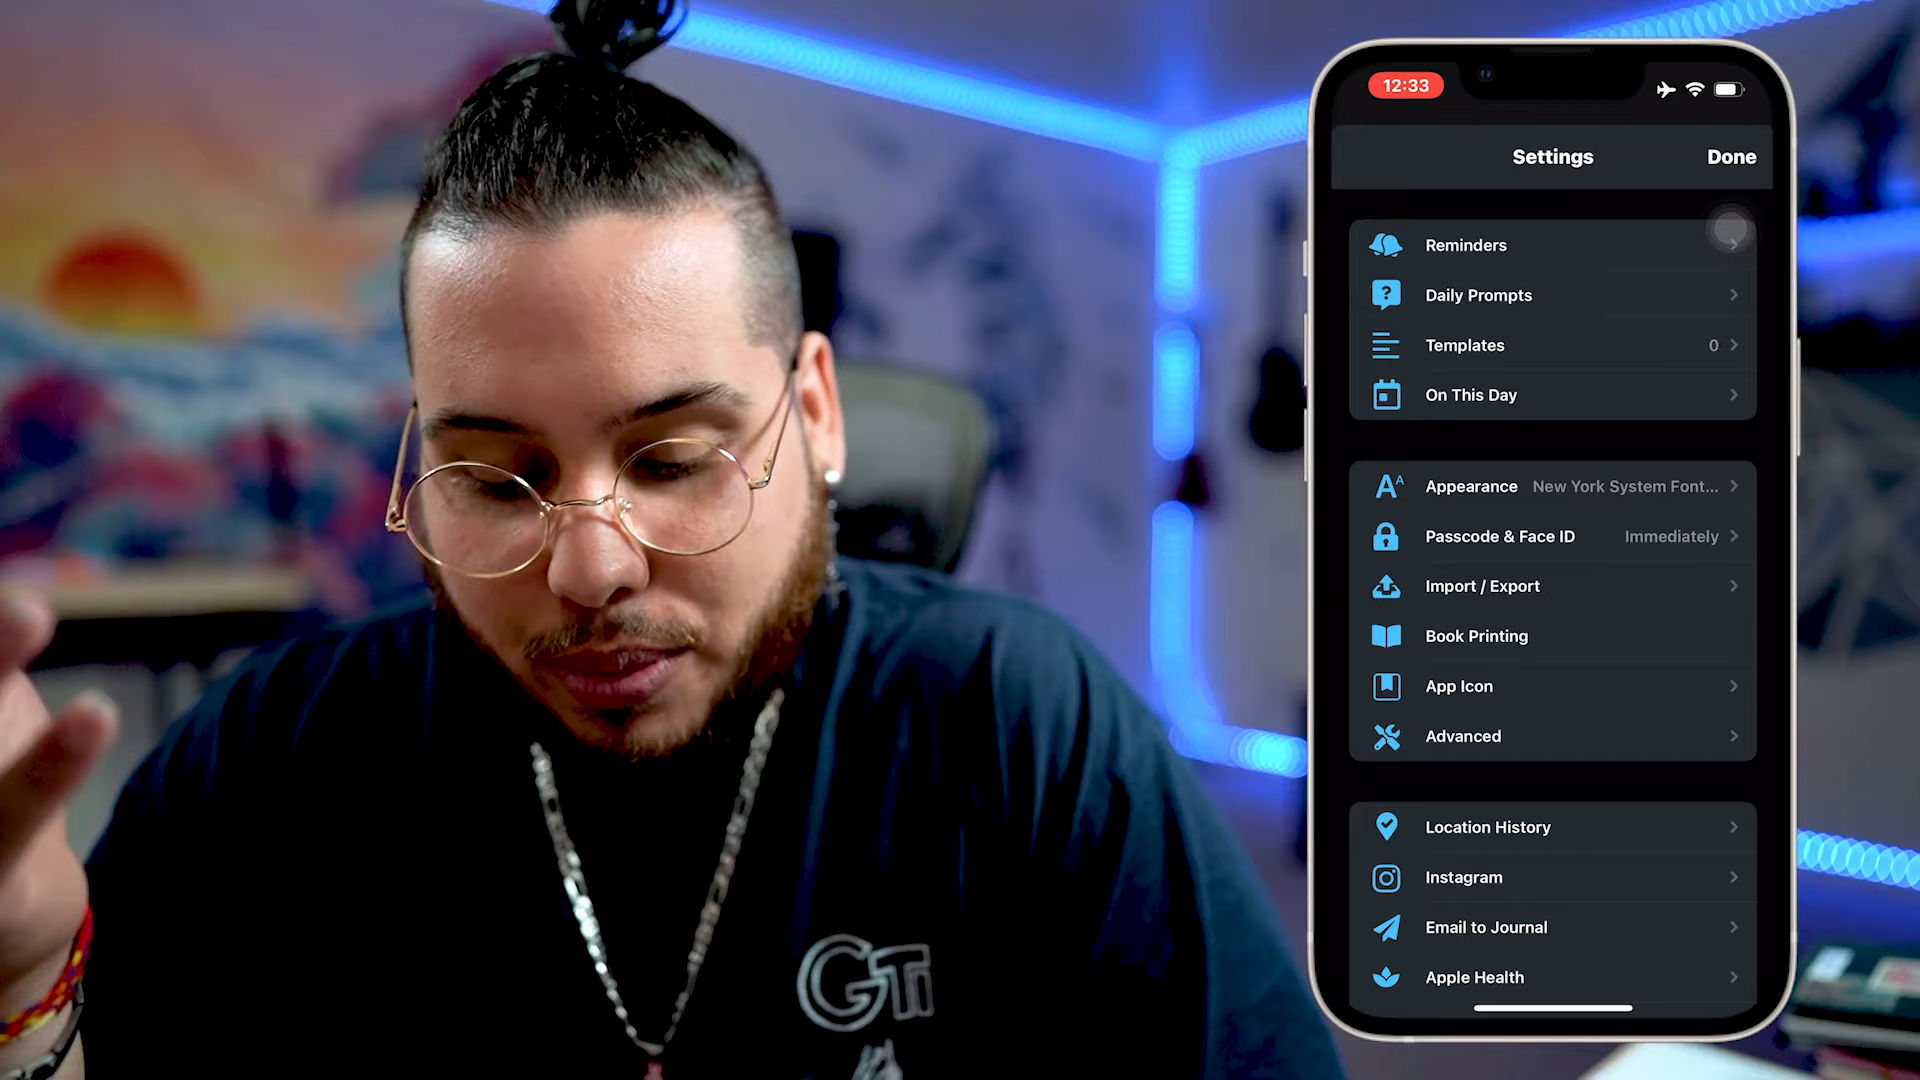 12:33
Settings
Done
Reminders
Daily Prompts
Templates 0
On This Day
Appearance New York System Font...
Passcode & Face ID Immediately
Import / Export
Book Printing
App Icon
Advanced
Location History
Instagram
Email to Journal
Apple Health
GTi